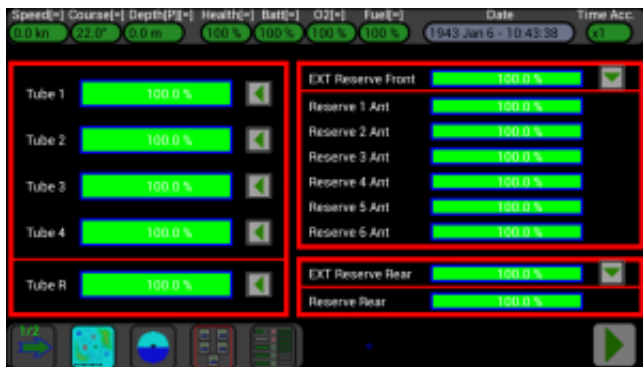 Speed[=] Course[=] Depth[P][=] Health[=] Batt[=] O2[=] Fuel[=] Date Time Acc.
0.0 kn 22.0° 0.0 m 100 % 100 % 100 % 100 % 1943 Jan 6 - 10:43:38 x1
Tube 1 100.0 %
Tube 2 100.0 %
Tube 3 100.0 %
Tube 4 100.0 %
Tube R 100.0 %
EXT Reserve Front 100.0 %
Reserve 1 Ant 100.0 %
Reserve 2 Ant 100.0 %
Reserve 3 Ant 100.0 %
Reserve 4 Ant 100.0 %
Reserve 5 Ant 100.0 %
Reserve 6 Ant 100.0 %
EXT Reserve Rear 100.0 %
Reserve Rear 100.0 %
1/2